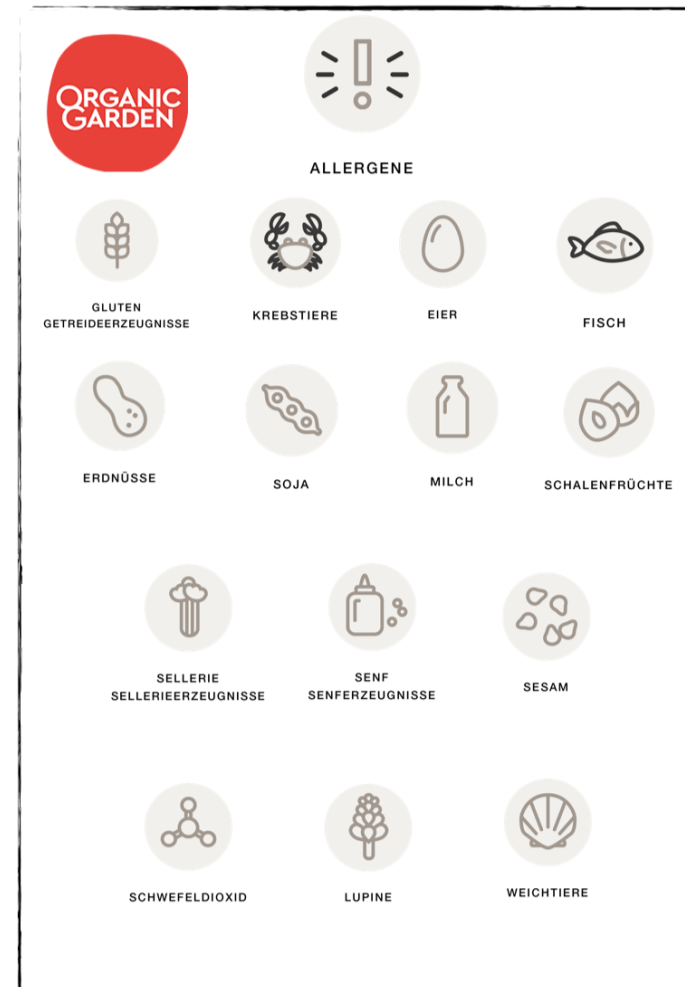 ORGANIC
GARDEN
ALLERGENE
GLUTEN
GETREIDEERZEUGNISSE
KREBSTIERE
EIER
FISCH
ERDNÜSSE
SOJA
MILCH
SCHALENFRÜCHTE
SELLERIE
SELLERIEERZEUGNISSE
SENF
SENFERZEUGNISSE
SESAM
SCHWEFELDIOXID
LUPINE
WEICHTIERE